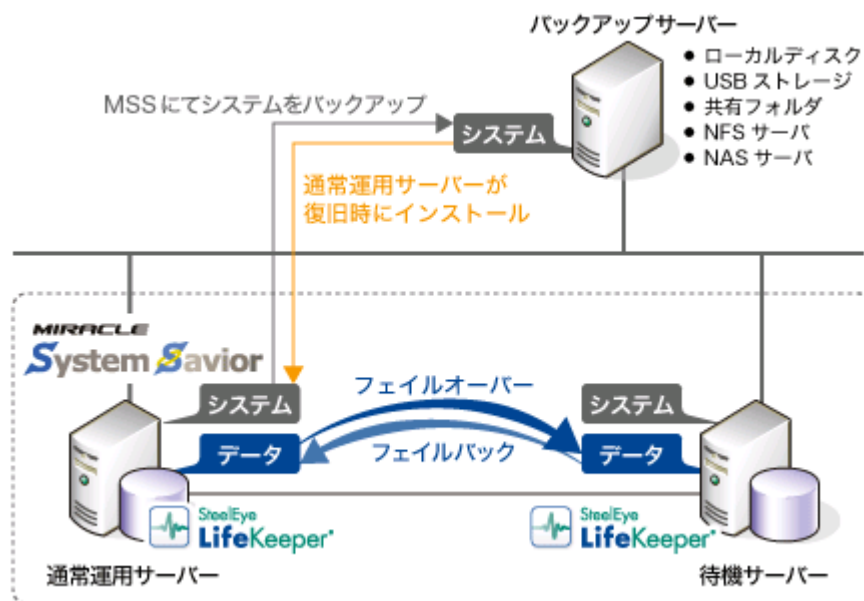 バックアップサーバー
● ローカルディスク
● USB ストレージ
● 共有フォルダ
● NFS サーバ
● NAS サーバ
MSSにてシステムをバックアップ
システム
通常運用サーバーが
復旧時にインストール
MIRACLE
System Savior
システム
フェイルオーバー
システム
データ
フェイルバック
データ
SteelEye
LifeKeeper
SteelEye
LifeKeeper
通常運用サーバー
待機サーバー